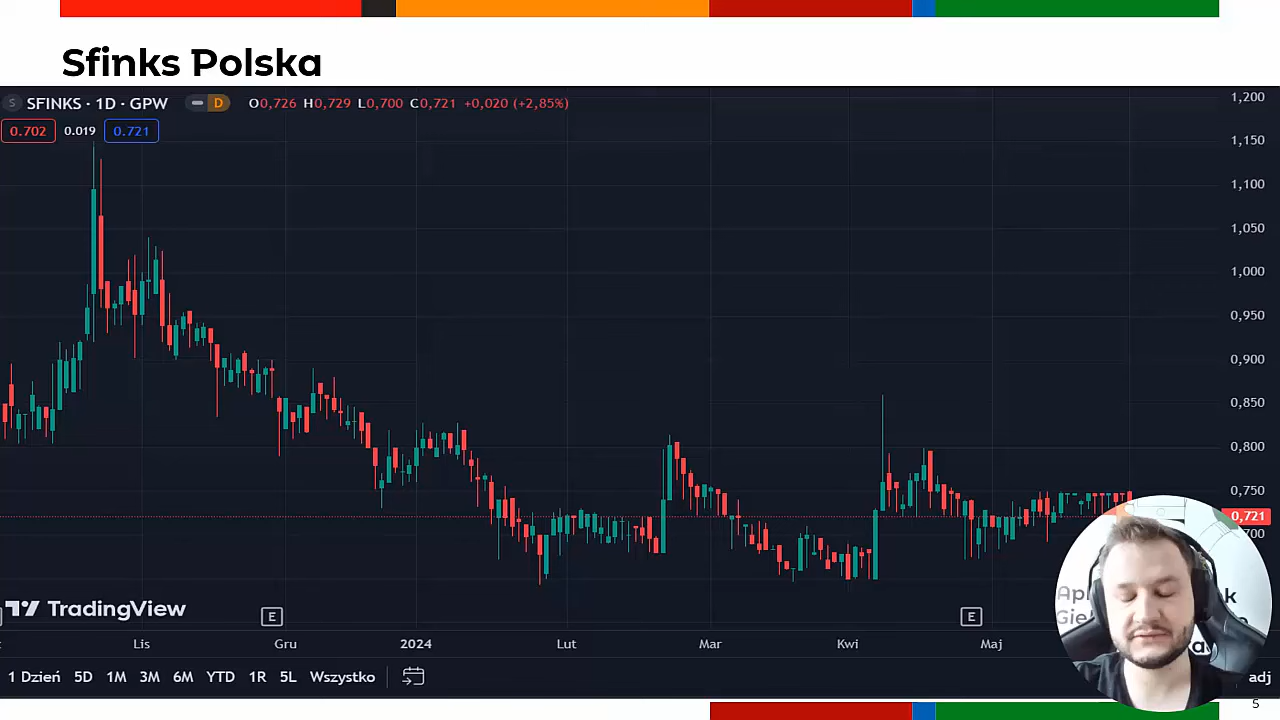 Sfinks Polska
S SFINKS · 1D · GPW D O0,726 H0,729 L0,700 C0,721 +0,020 (+2,85%)
0.702 0.019 0.721
1,200
1,150
1,100
1,050
1,000
0,950
0,900
0,850
0,800
0,750
0,721
TradingView
E E
Lis Gru 2024 Lut Mar Kwi Maj
1 Dzień 5D 1M 3M 6M YTD 1R 5L Wszystko adj
5